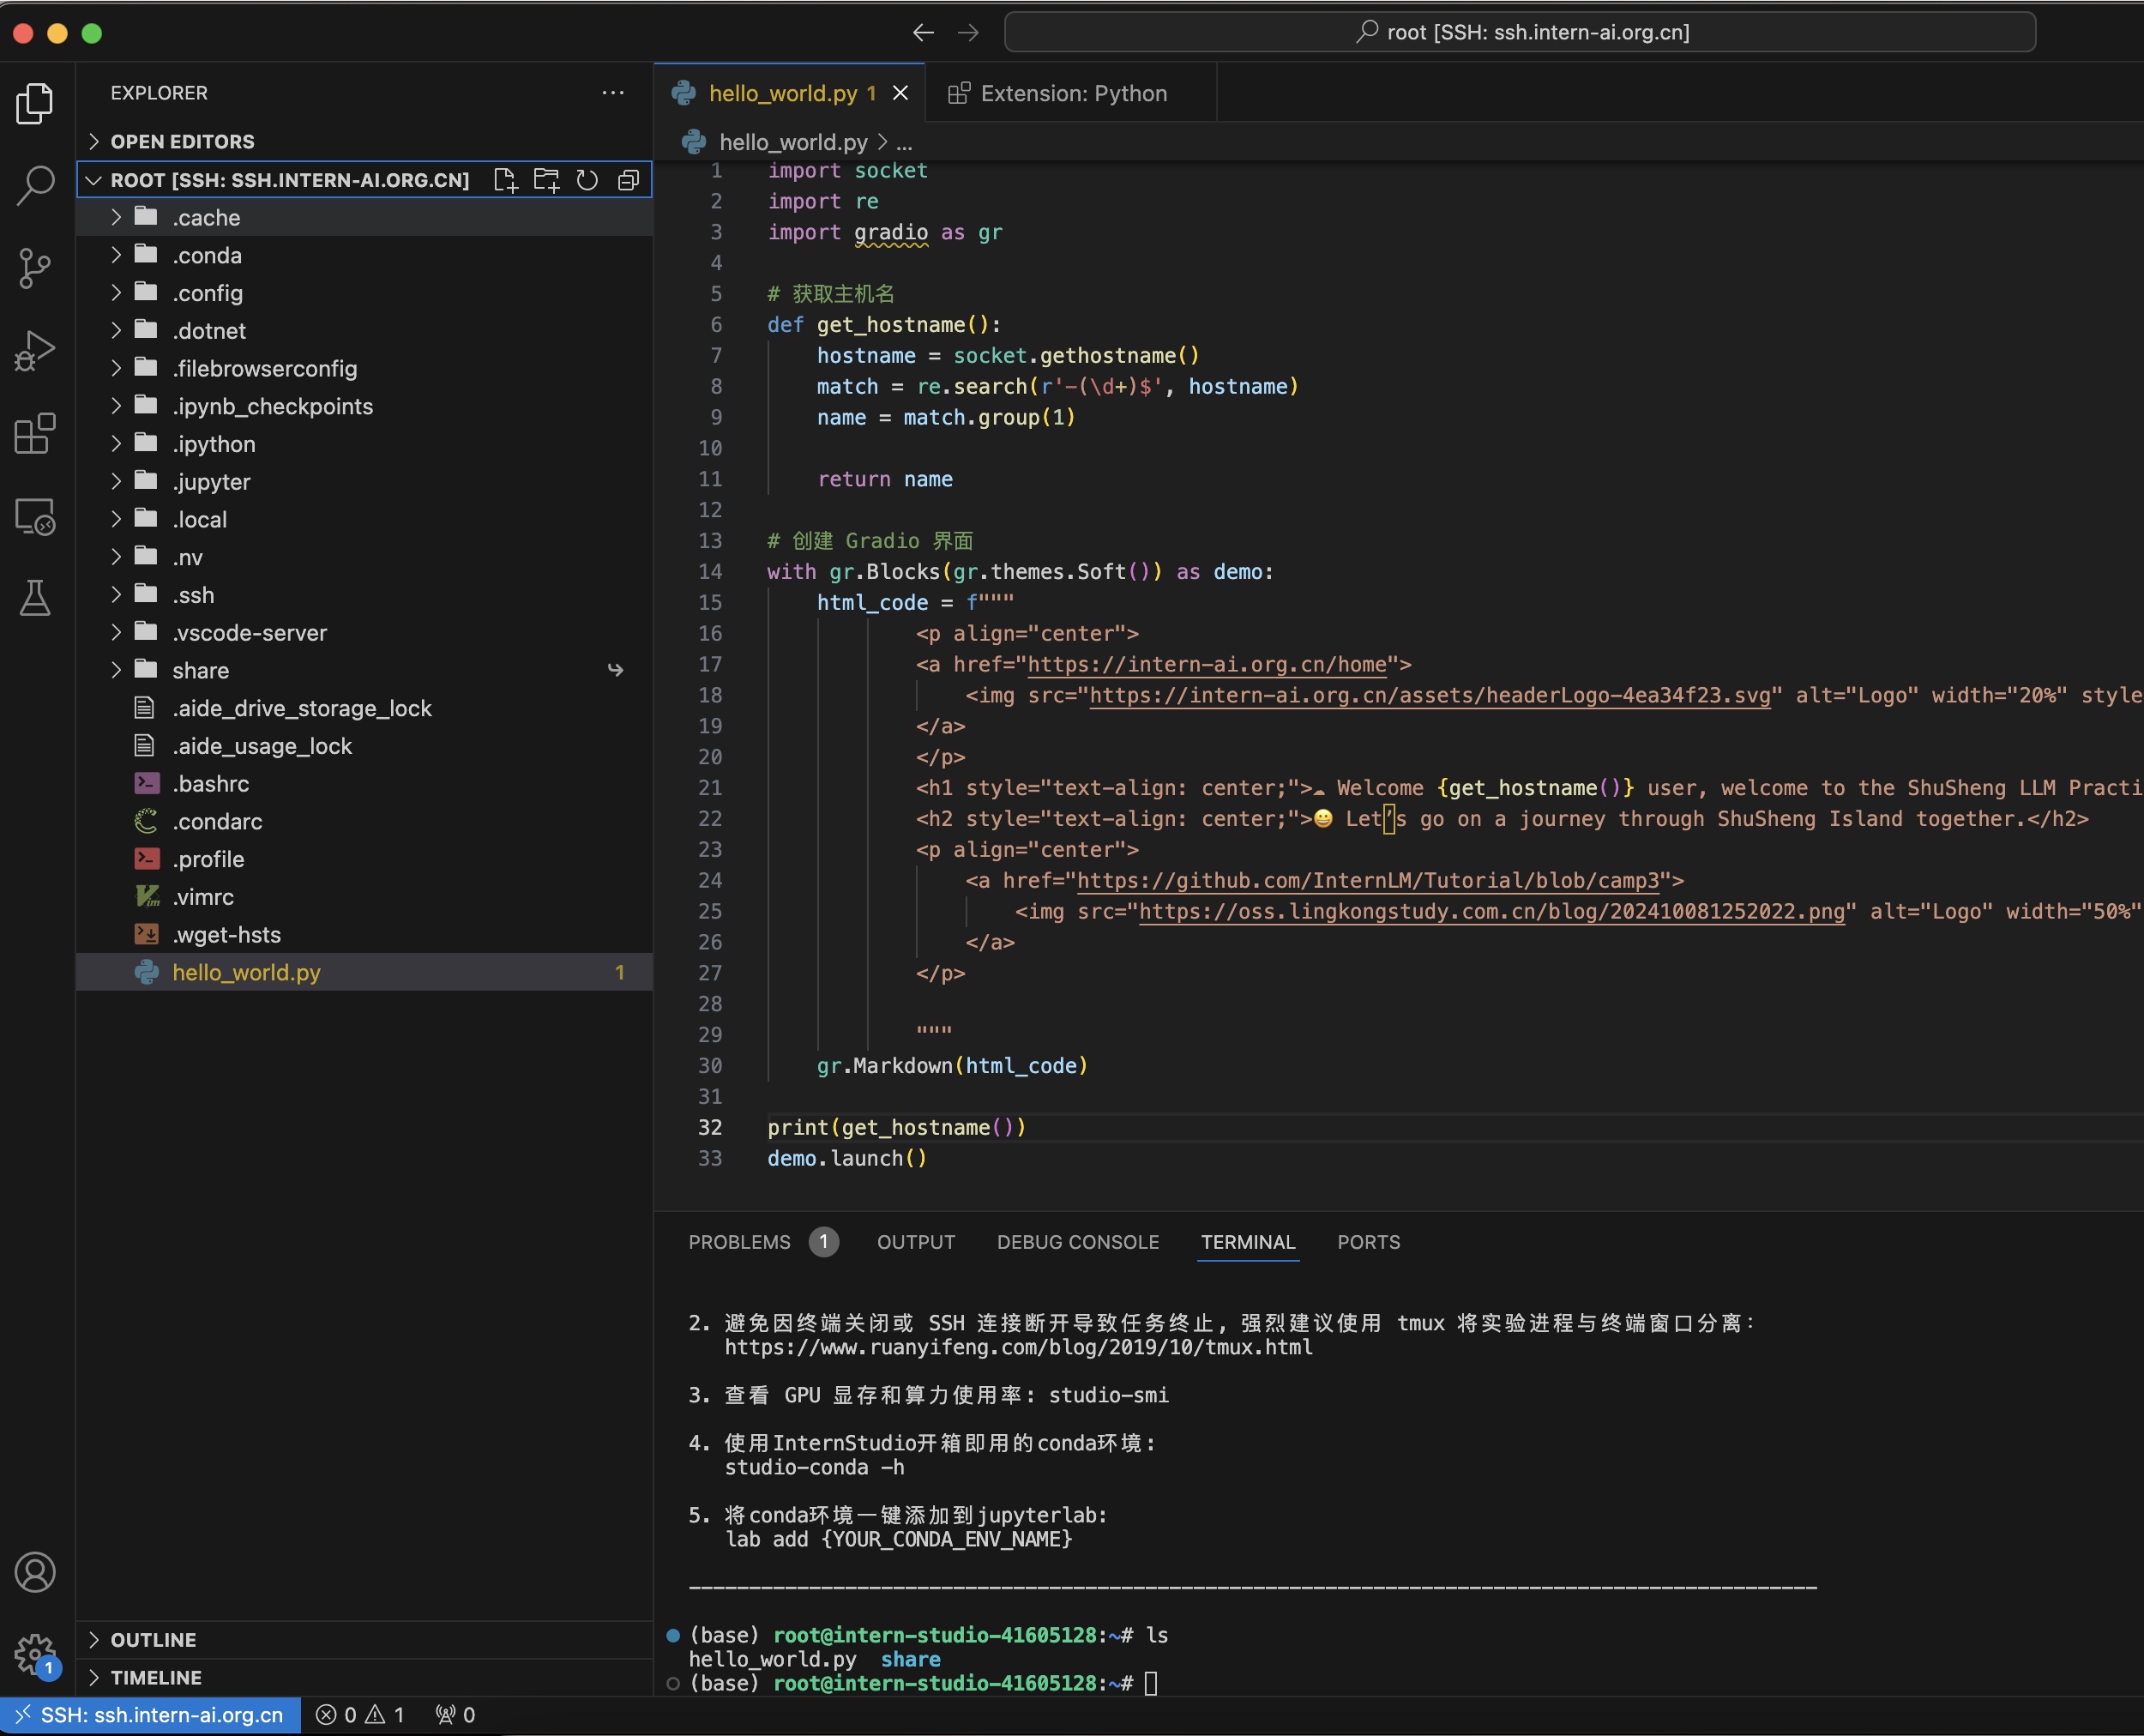 root [SSH: ssh.intern-ai.org.cn]
EXPLORER
OPEN EDITORS
ROOT [SSH: SSH.INTERN-AI.ORG.CN]
.cache
.conda
.config
.dotnet
.filebrowserconfig
.ipynb_checkpoints
.ipython
.jupyter
.local
.nv
.ssh
.vscode-server
share
.aide_drive_storage_lock
.aide_usage_lock
.bashrc
.condarc
.profile
.vimrc
.wget-hsts
hello_world.py 1
OUTLINE
TIMELINE
hello_world.py 1
Extension: Python
hello_world.py > ...
1 import socket
2 import re
3 import gradio as gr
4
5 # 获取主机名
6 def get_hostname():
7 hostname = socket.gethostname()
8 match = re.search(r'-(\d+)$', hostname)
9 name = match.group(1)
10
11 return name
12
13 # 创建 Gradio 界面
14 with gr.Blocks(gr.themes.Soft()) as demo:
15 html_code = f"""
16 <p align="center">
17 <a href="https://intern-ai.org.cn/home">
18 <img src="https://intern-ai.org.cn/assets/headerLogo-4ea34f23.svg" alt="Logo" width="20%" style
19 </a>
20 </p>
21 <h1 style="text-align: center;">☁️ Welcome {get_hostname()} user, welcome to the ShuSheng LLM Practi
22 <h2 style="text-align: center;">😀 Let’s go on a journey through ShuSheng Island together.</h2>
23 <p align="center">
24 <a href="https://github.com/InternLM/Tutorial/blob/camp3">
25 <img src="https://oss.lingkongstudy.com.cn/blog/202410081252022.png" alt="Logo" width="50%"
26 </a>
27 </p>
28
29 """
30 gr.Markdown(html_code)
31
32 print(get_hostname())
33 demo.launch()
PROBLEMS 1 OUTPUT DEBUG CONSOLE TERMINAL PORTS
2. 避免因终端关闭或 SSH 连接断开导致任务终止, 强烈建议使用 tmux 将实验进程与终端窗口分离:
https://www.ruanyifeng.com/blog/2019/10/tmux.html
3. 查看 GPU 显存和算力使用率: studio-smi
4. 使用InternStudio开箱即用的conda环境:
studio-conda -h
5. 将conda环境一键添加到jupyterlab:
lab add {YOUR_CONDA_ENV_NAME}
----------------------------------------------------------------------------------------------
(base) root@intern-studio-41605128:~# ls
hello_world.py share
(base) root@intern-studio-41605128:~#
1
SSH: ssh.intern-ai.org.cn 0 1 0